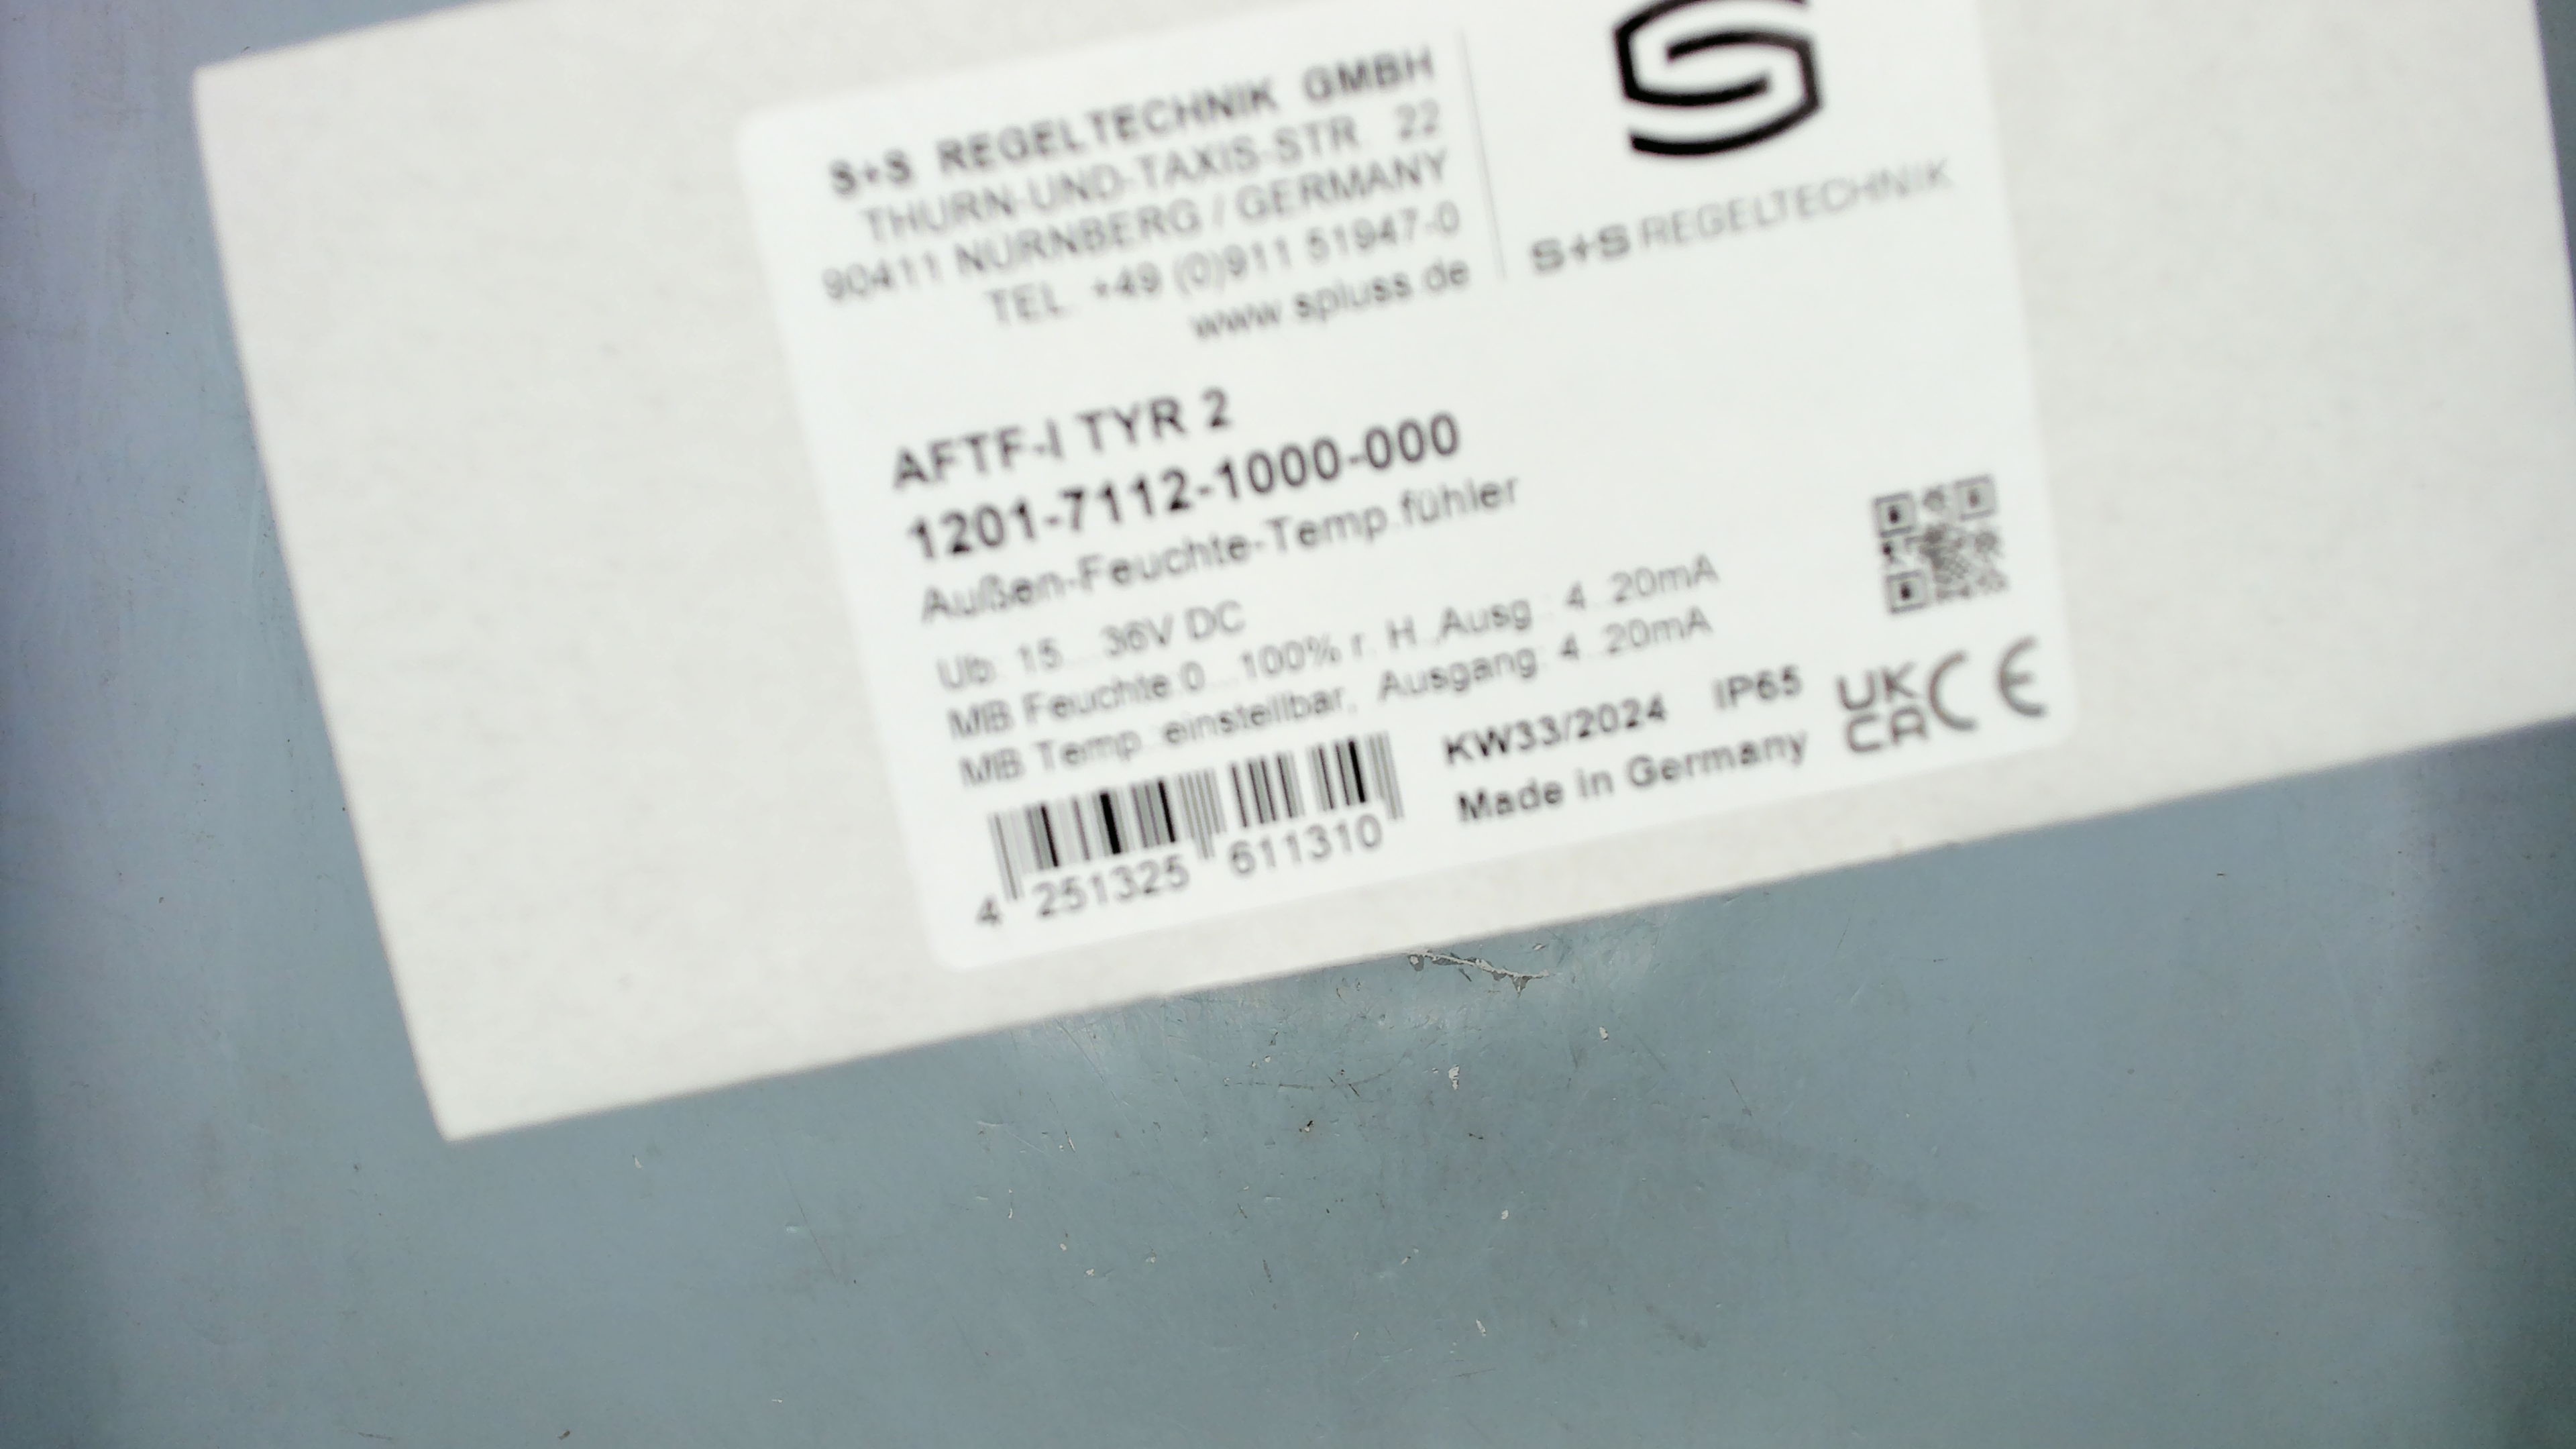 S+S REGELTECHNIK GMBH
THURN-UND-TAXIS-STR. 22
90411 NÜRNBERG / GERMANY
TEL. +49 (0)911 51947-0
www.spluss.de
S+S REGELTECHNIK
AFTF-I TYR 2
1201-7112-1000-000
Außen-Feuchte-Temp.fühler
Ub: 15...36V DC
MB Feuchte:0...100% r. H.,Ausg.: 4..20mA
MB Temp.:einstellbar, Ausgang: 4..20mA
4 251325 611310
KW33/2024 IP65
Made in Germany
UK CA CE